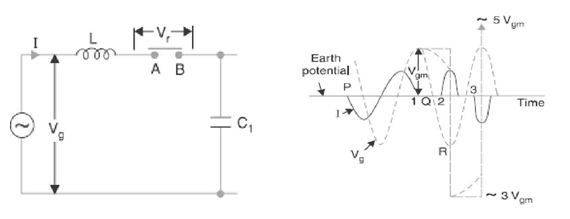 I
L
V_r
A B
V_g
C_1
~ 5 V_gm
Earth
potential
V_gm
P
1 Q 2
3
Time
I
R
V_g
~ 3 V_gm